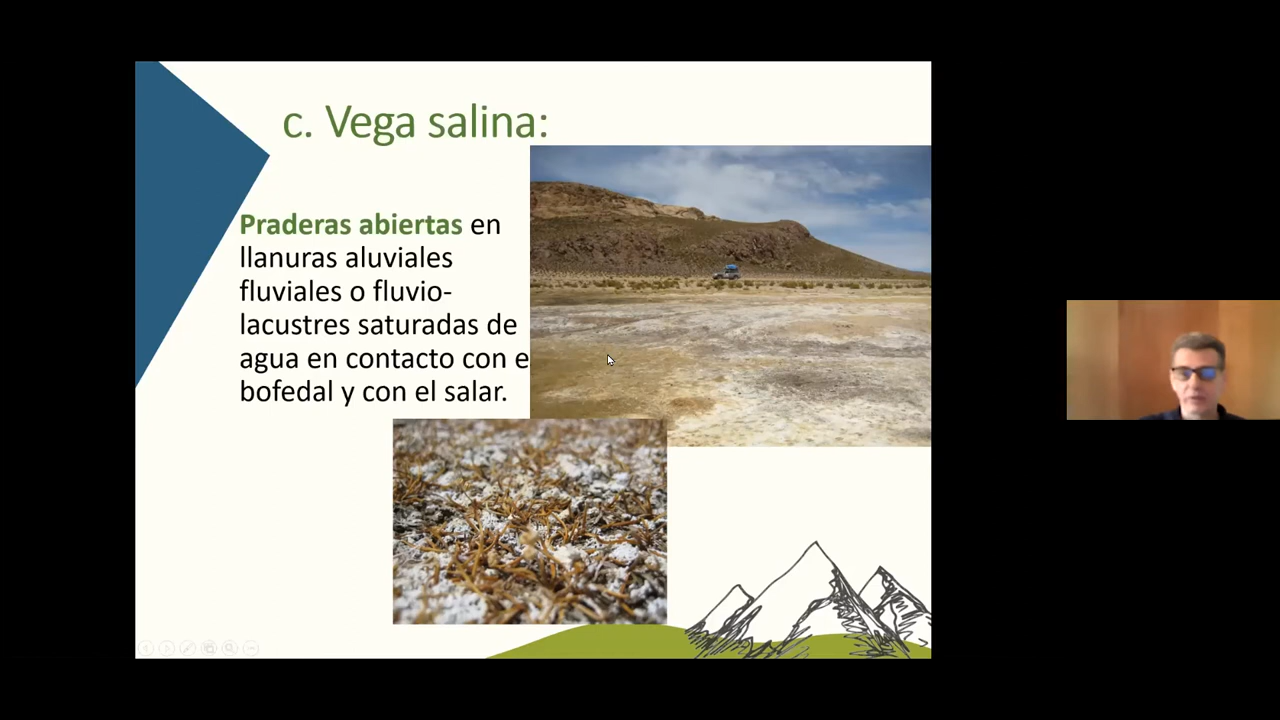 c. Vega salina:
Praderas abiertas en
llanuras aluviales
fluviales o fluvio-
lacustres saturadas de
agua en contacto con e
bofedal y con el salar.